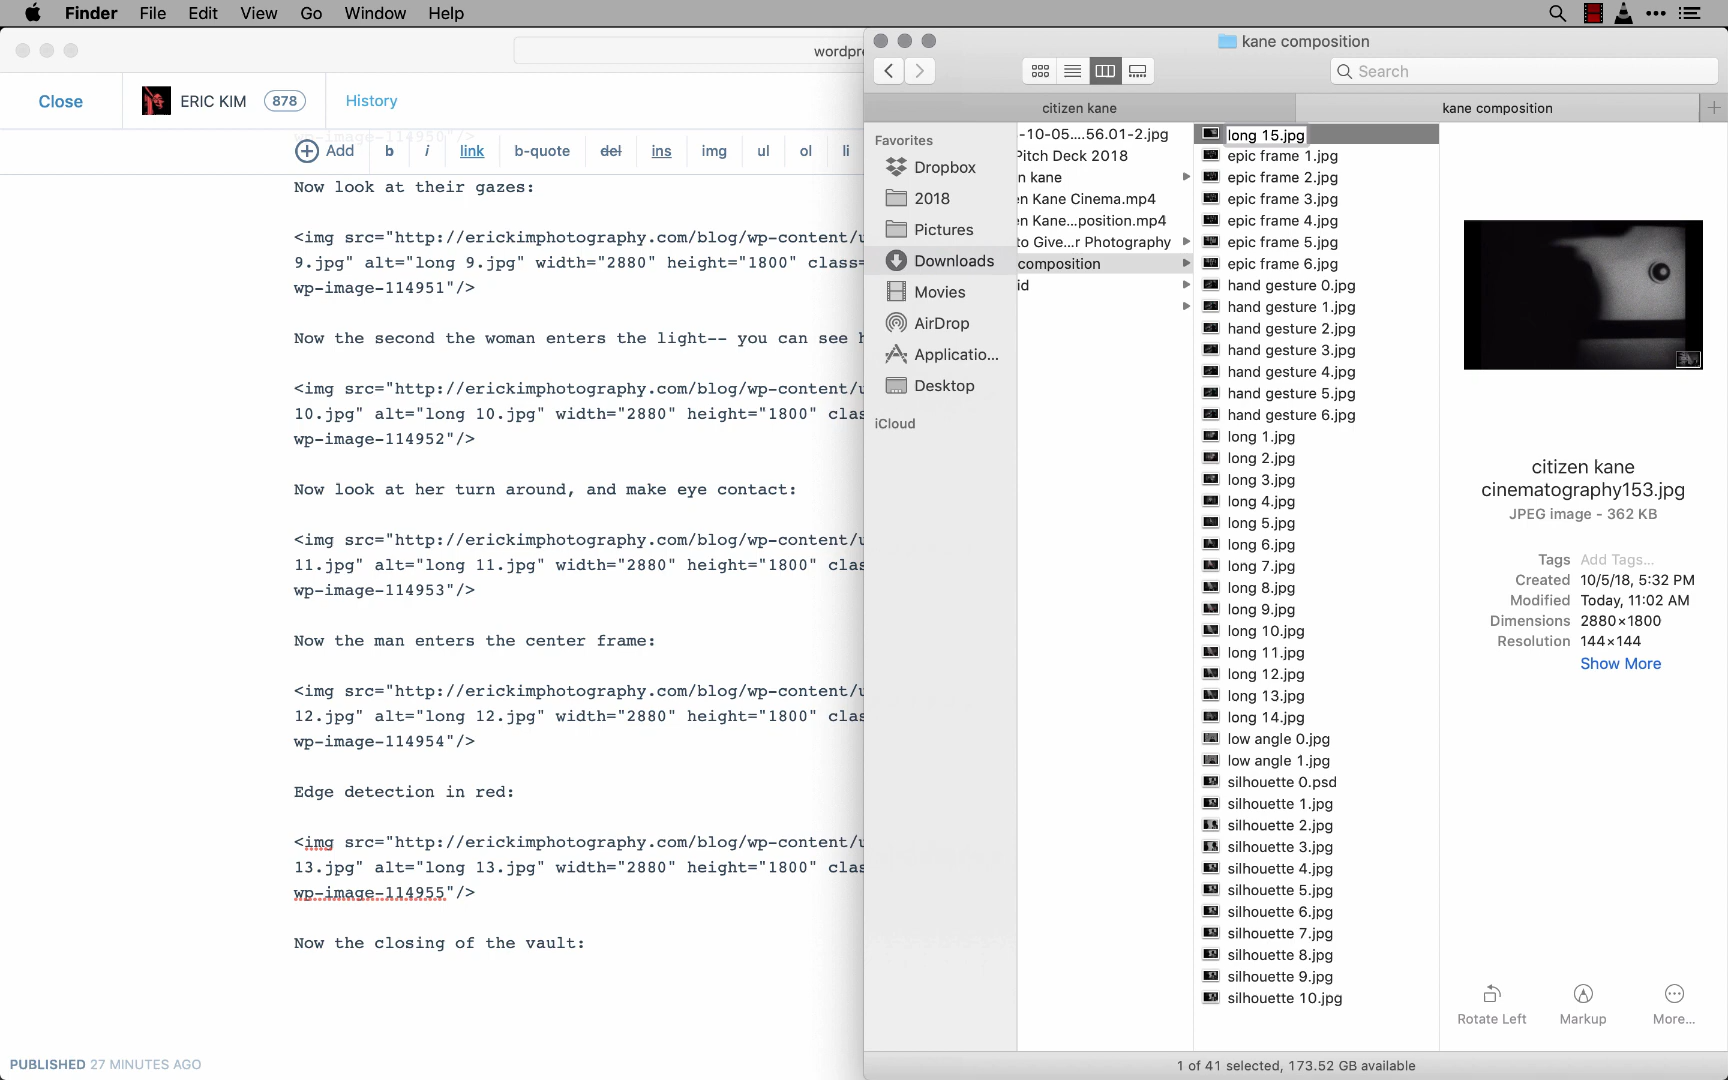 Finder File Edit View Go Window Help
wordpre
Close
ERIC KIM 878
History
Add b i link b-quote del ins img ul ol li
Now look at their gazes:
<img src="http://erickimphotography.com/blog/wp-content/u
9.jpg" alt="long 9.jpg" width="2880" height="1800" class=
wp-image-114951"/>
Now the second the woman enters the light-- you can see h
<img src="http://erickimphotography.com/blog/wp-content/u
10.jpg" alt="long 10.jpg" width="2880" height="1800" clas
wp-image-114952"/>
Now look at her turn around, and make eye contact:
<img src="http://erickimphotography.com/blog/wp-content/u
11.jpg" alt="long 11.jpg" width="2880" height="1800" clas
wp-image-114953"/>
Now the man enters the center frame:
<img src="http://erickimphotography.com/blog/wp-content/u
12.jpg" alt="long 12.jpg" width="2880" height="1800" clas
wp-image-114954"/>
Edge detection in red:
<img src="http://erickimphotography.com/blog/wp-content/u
13.jpg" alt="long 13.jpg" width="2880" height="1800" clas
wp-image-114955"/>
Now the closing of the vault:
PUBLISHED 27 MINUTES AGO
kane composition
Search
citizen kane
kane composition
Favorites
Dropbox
2018
Pictures
Downloads
Movies
AirDrop
Applicatio...
Desktop
iCloud
-10-05....56.01-2.jpg
Pitch Deck 2018
n kane
en Kane Cinema.mp4
en Kane...position.mp4
to Give...r Photography
composition
id
long 15.jpg
epic frame 1.jpg
epic frame 2.jpg
epic frame 3.jpg
epic frame 4.jpg
epic frame 5.jpg
epic frame 6.jpg
hand gesture 0.jpg
hand gesture 1.jpg
hand gesture 2.jpg
hand gesture 3.jpg
hand gesture 4.jpg
hand gesture 5.jpg
hand gesture 6.jpg
long 1.jpg
long 2.jpg
long 3.jpg
long 4.jpg
long 5.jpg
long 6.jpg
long 7.jpg
long 8.jpg
long 9.jpg
long 10.jpg
long 11.jpg
long 12.jpg
long 13.jpg
long 14.jpg
low angle 0.jpg
low angle 1.jpg
silhouette 0.psd
silhouette 1.jpg
silhouette 2.jpg
silhouette 3.jpg
silhouette 4.jpg
silhouette 5.jpg
silhouette 6.jpg
silhouette 7.jpg
silhouette 8.jpg
silhouette 9.jpg
silhouette 10.jpg
citizen kane
cinematography153.jpg
JPEG image - 362 KB
Tags Add Tags...
Created 10/5/18, 5:32 PM
Modified Today, 11:02 AM
Dimensions 2880×1800
Resolution 144×144
Show More
Rotate Left
Markup
More...
1 of 41 selected, 173.52 GB available